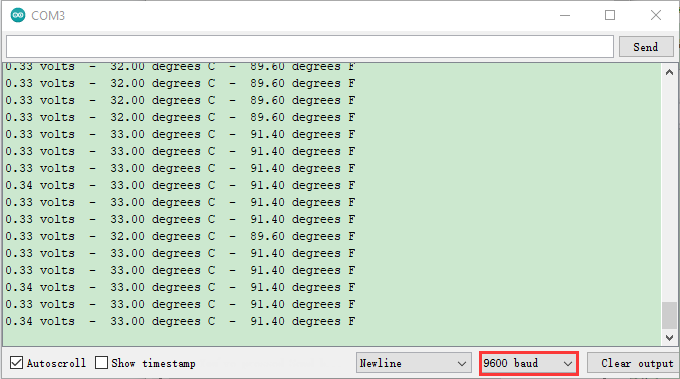 COM3
Send
0.33 volts  -  32.00 degrees C  -  89.60 degrees F
0.33 volts  -  32.00 degrees C  -  89.60 degrees F
0.33 volts  -  32.00 degrees C  -  89.60 degrees F
0.33 volts  -  32.00 degrees C  -  89.60 degrees F
0.33 volts  -  33.00 degrees C  -  91.40 degrees F
0.33 volts  -  33.00 degrees C  -  91.40 degrees F
0.33 volts  -  33.00 degrees C  -  91.40 degrees F
0.34 volts  -  33.00 degrees C  -  91.40 degrees F
0.33 volts  -  33.00 degrees C  -  91.40 degrees F
0.33 volts  -  33.00 degrees C  -  91.40 degrees F
0.33 volts  -  32.00 degrees C  -  89.60 degrees F
0.33 volts  -  33.00 degrees C  -  91.40 degrees F
0.33 volts  -  33.00 degrees C  -  91.40 degrees F
0.34 volts  -  33.00 degrees C  -  91.40 degrees F
0.33 volts  -  33.00 degrees C  -  91.40 degrees F
0.34 volts  -  33.00 degrees C  -  91.40 degrees F
Autoscroll Show timestamp Newline 9600 baud Clear output